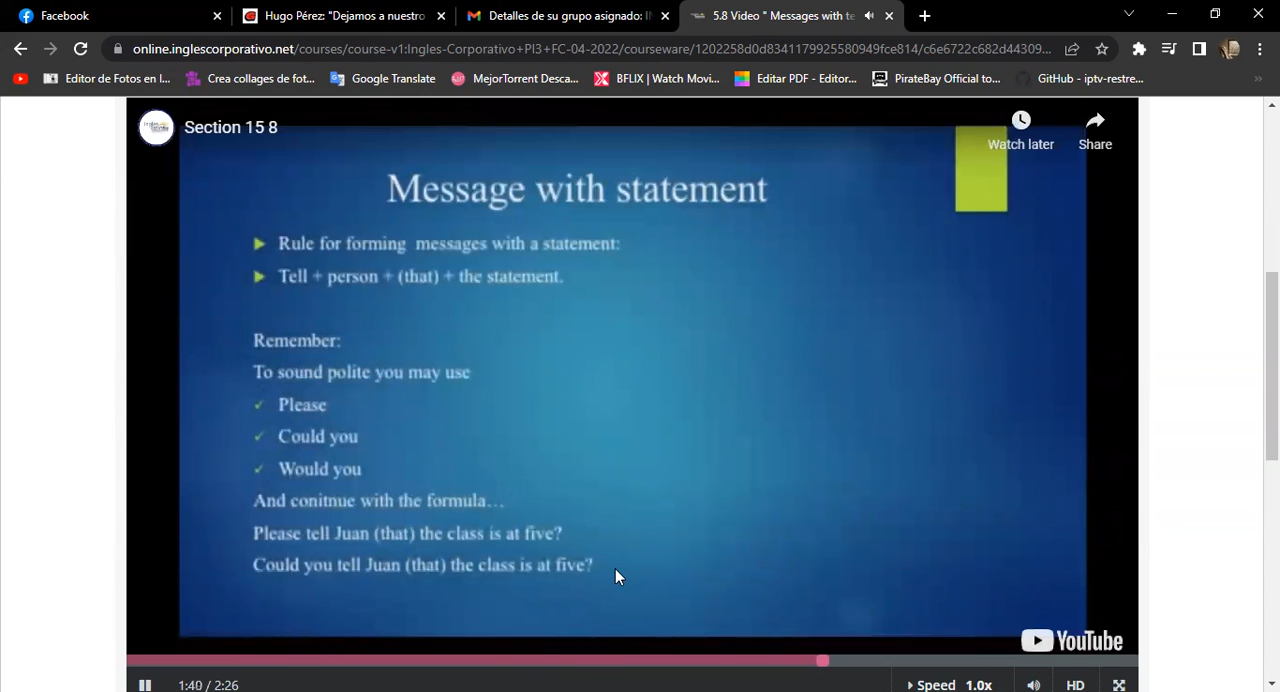 Facebook
Hugo Pérez: "Dejamos a nuestro
Detalles de su grupo asignado: II
5.8 Video " Messages with te
online.inglescorporativo.net/courses/course-v1:Ingles-Corporativo+PI3+FC-04-2022/courseware/1202258d0d8341179925580949fce814/c6e6722c682d44309...
Editor de Fotos en l...
Crea collages de fot...
Google Translate
MejorTorrent Desca...
BFLIX | Watch Movi...
Editar PDF - Editor...
PirateBay Official to...
GitHub - iptv-restre...
Section 15 8
Watch later
Share
Message with statement
Rule for forming messages with a statement:
Tell + person + (that) + the statement.
Remember:
To sound polite you may use
Please
Could you
Would you
And conitnue with the formula…
Please tell Juan (that) the class is at five?
Could you tell Juan (that) the class is at five?
YouTube
1:40 / 2:26
Speed 1.0x
HD